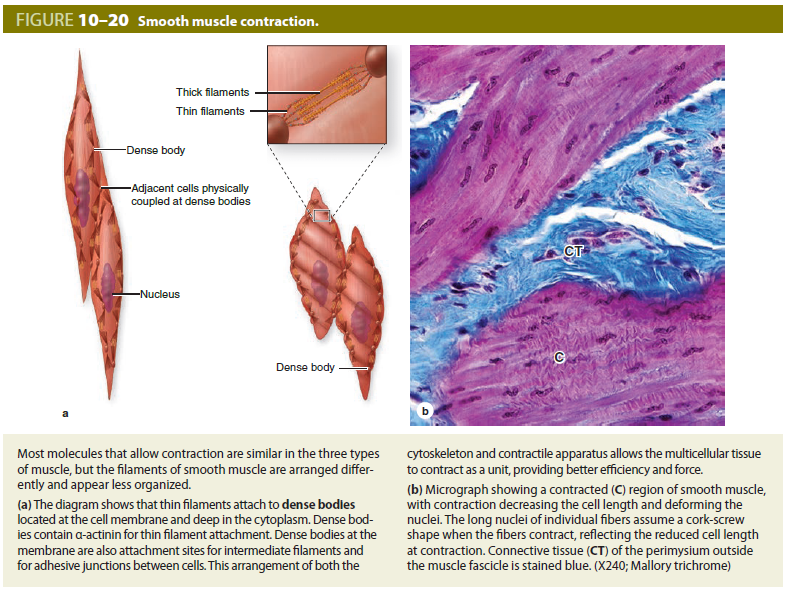 FIGURE 10–20 Smooth muscle contraction.
Thick filaments
Thin filaments
Dense body
Adjacent cells physically
coupled at dense bodies
Nucleus
Dense body
a
CT
C
b
Most molecules that allow contraction are similar in the three types
of muscle, but the filaments of smooth muscle are arranged differ-
ently and appear less organized.
(a) The diagram shows that thin filaments attach to dense bodies
located at the cell membrane and deep in the cytoplasm. Dense bod-
ies contain α-actinin for thin filament attachment. Dense bodies at the
membrane are also attachment sites for intermediate filaments and
for adhesive junctions between cells. This arrangement of both the
cytoskeleton and contractile apparatus allows the multicellular tissue
to contract as a unit, providing better efficiency and force.
(b) Micrograph showing a contracted (C) region of smooth muscle,
with contraction decreasing the cell length and deforming the
nuclei. The long nuclei of individual fibers assume a cork-screw
shape when the fibers contract, reflecting the reduced cell length
at contraction. Connective tissue (CT) of the perimysium outside
the muscle fascicle is stained blue. (X240; Mallory trichrome)